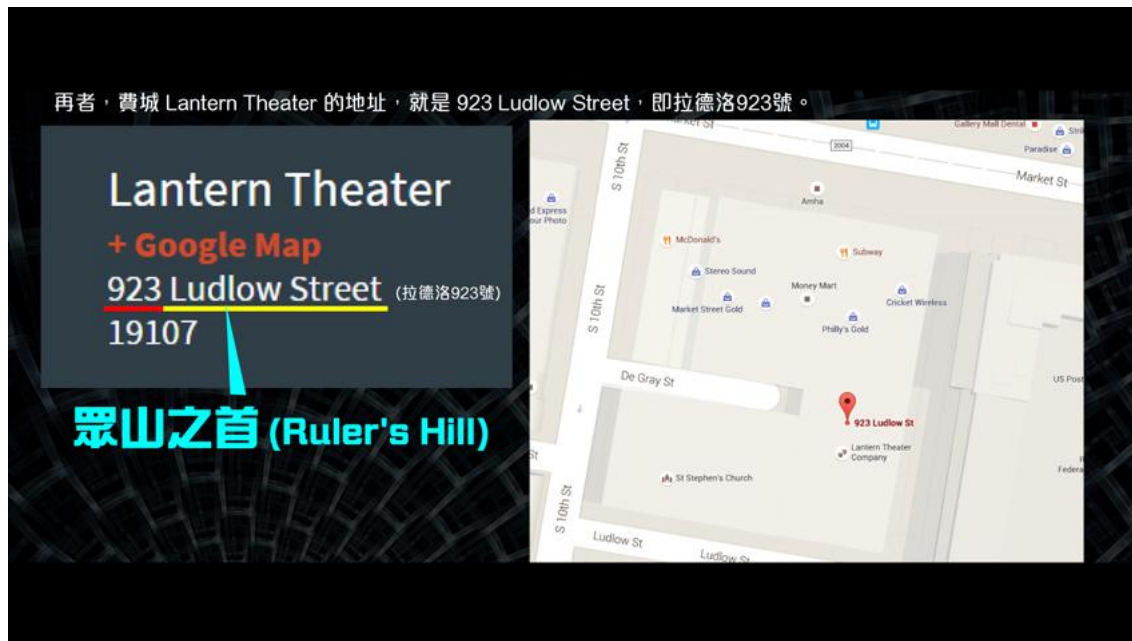 再者，費城 Lantern Theater 的地址，就是 923 Ludlow Street，即拉德洛923號。
Lantern Theater
+ Google Map
923 Ludlow Street (拉德洛923號)
19107
眾山之首 (Ruler's Hill)
Market St
Gallery Mall Dental
2004
Paradise
Market St
S 10th St
Amha
McDonald's
Subway
Stereo Sound
Money Mart
Cricket Wireless
Market Street Gold
Philly's Gold
S 10th St
De Gray St
US Post
923 Ludlow St
Lantern Theater
Company
St Stephen's Church
S 10th St
Ludlow St
Ludlow St